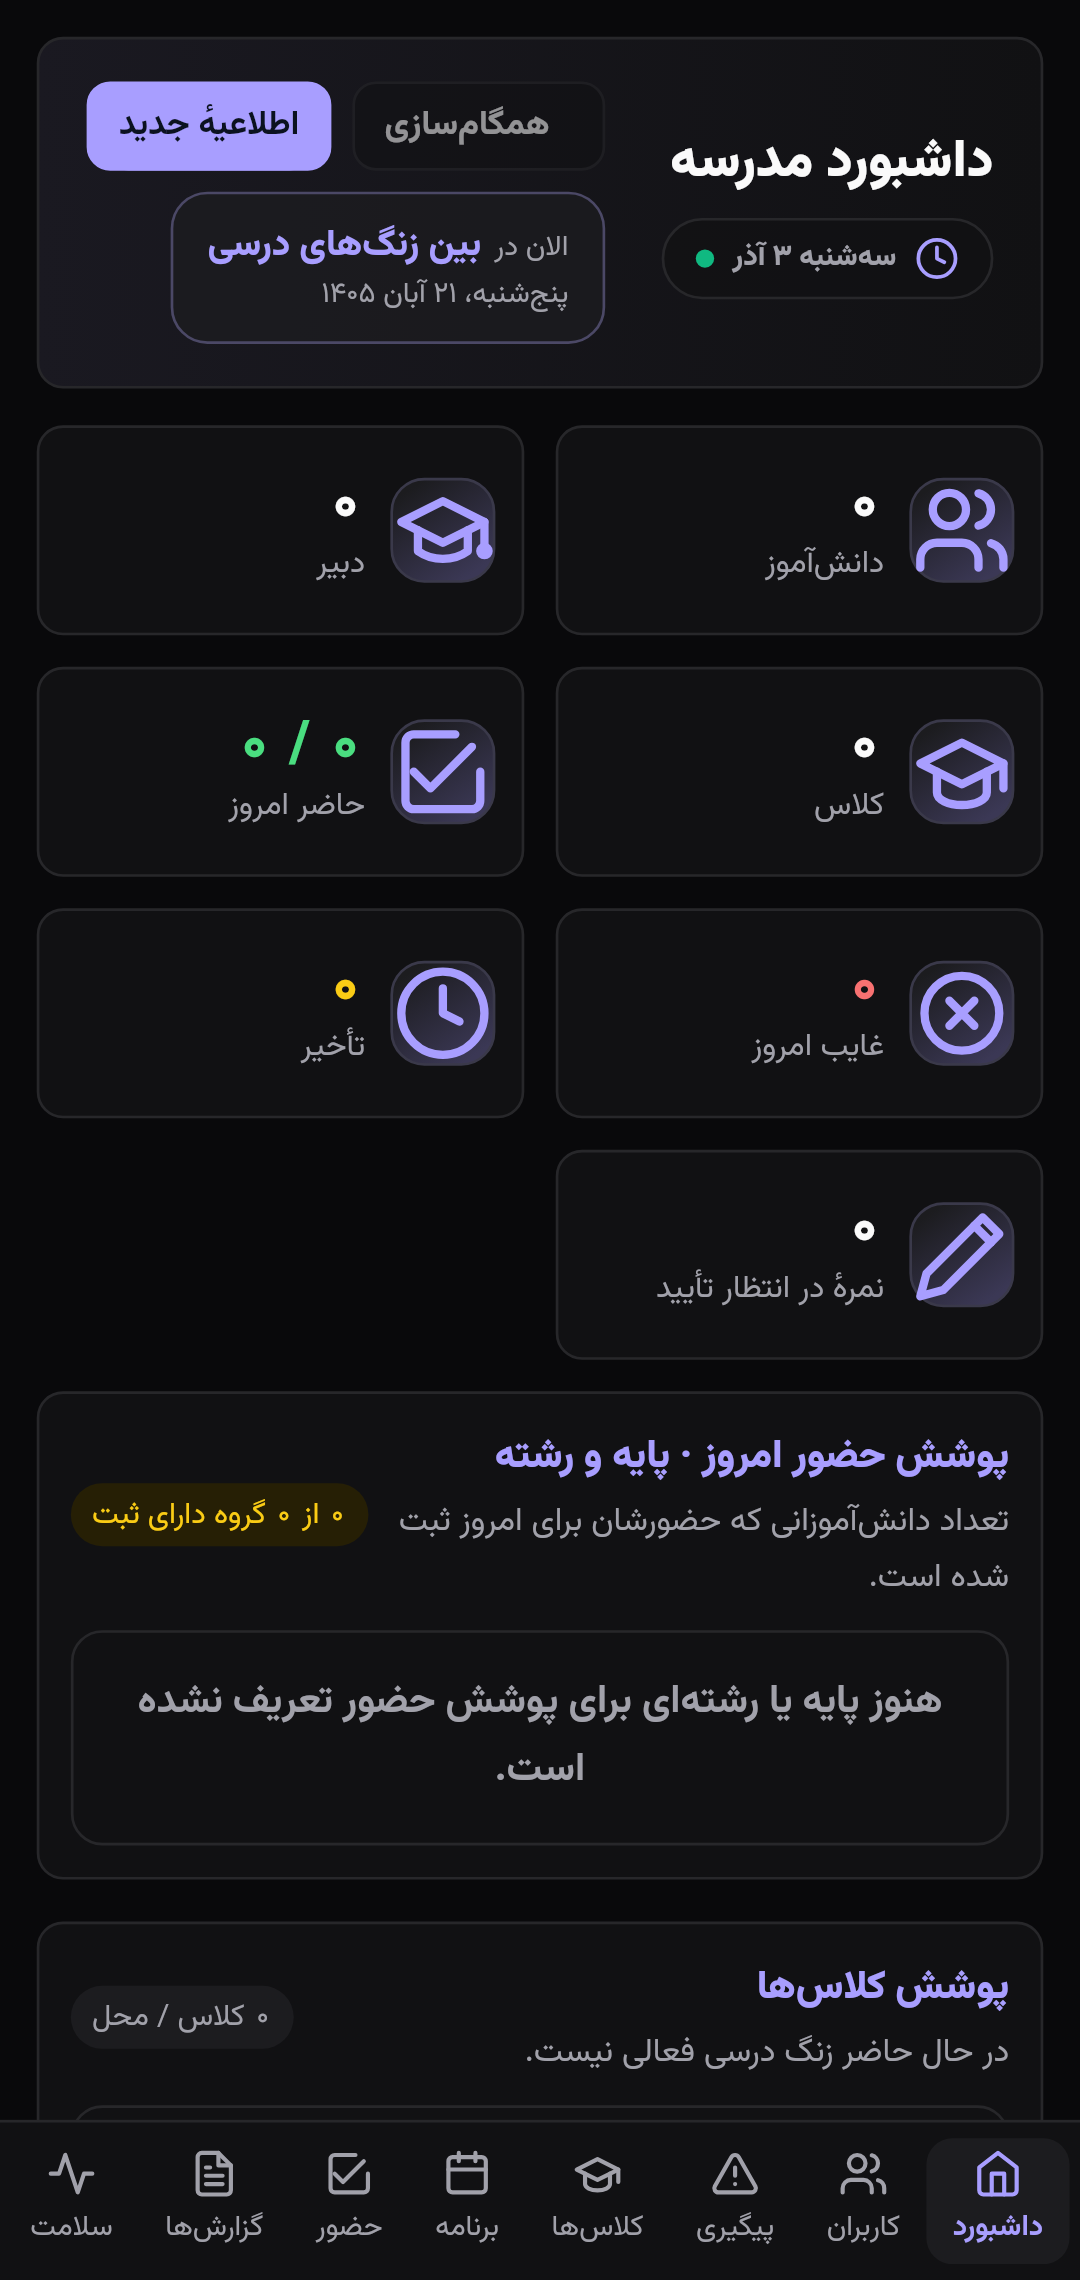 داشبورد مدرسه
سه‌شنبه ۳ آذر
همگام‌سازی
اطلاعیهٔ جدید
الان در بین زنگ‌های درسی
پنج‌شنبه، ۲۱ آبان ۱۴۰۵
۰
دانش‌آموز
۰
دبیر
۰
کلاس
۰ / ۰
حاضر امروز
۰
غایب امروز
۰
تأخیر
۰
نمرهٔ در انتظار تأیید
پوشش حضور امروز · پایه و رشته
تعداد دانش‌آموزانی که حضورشان برای امروز ثبت
شده است.
۰ از ۰ گروه دارای ثبت
هنوز پایه یا رشته‌ای برای پوشش حضور تعریف نشده
است.
پوشش کلاس‌ها
در حال حاضر زنگ درسی فعالی نیست.
۰ کلاس / محل
داشبورد
کاربران
پیگیری
کلاس‌ها
برنامه
حضور
گزارش‌ها
سلامت